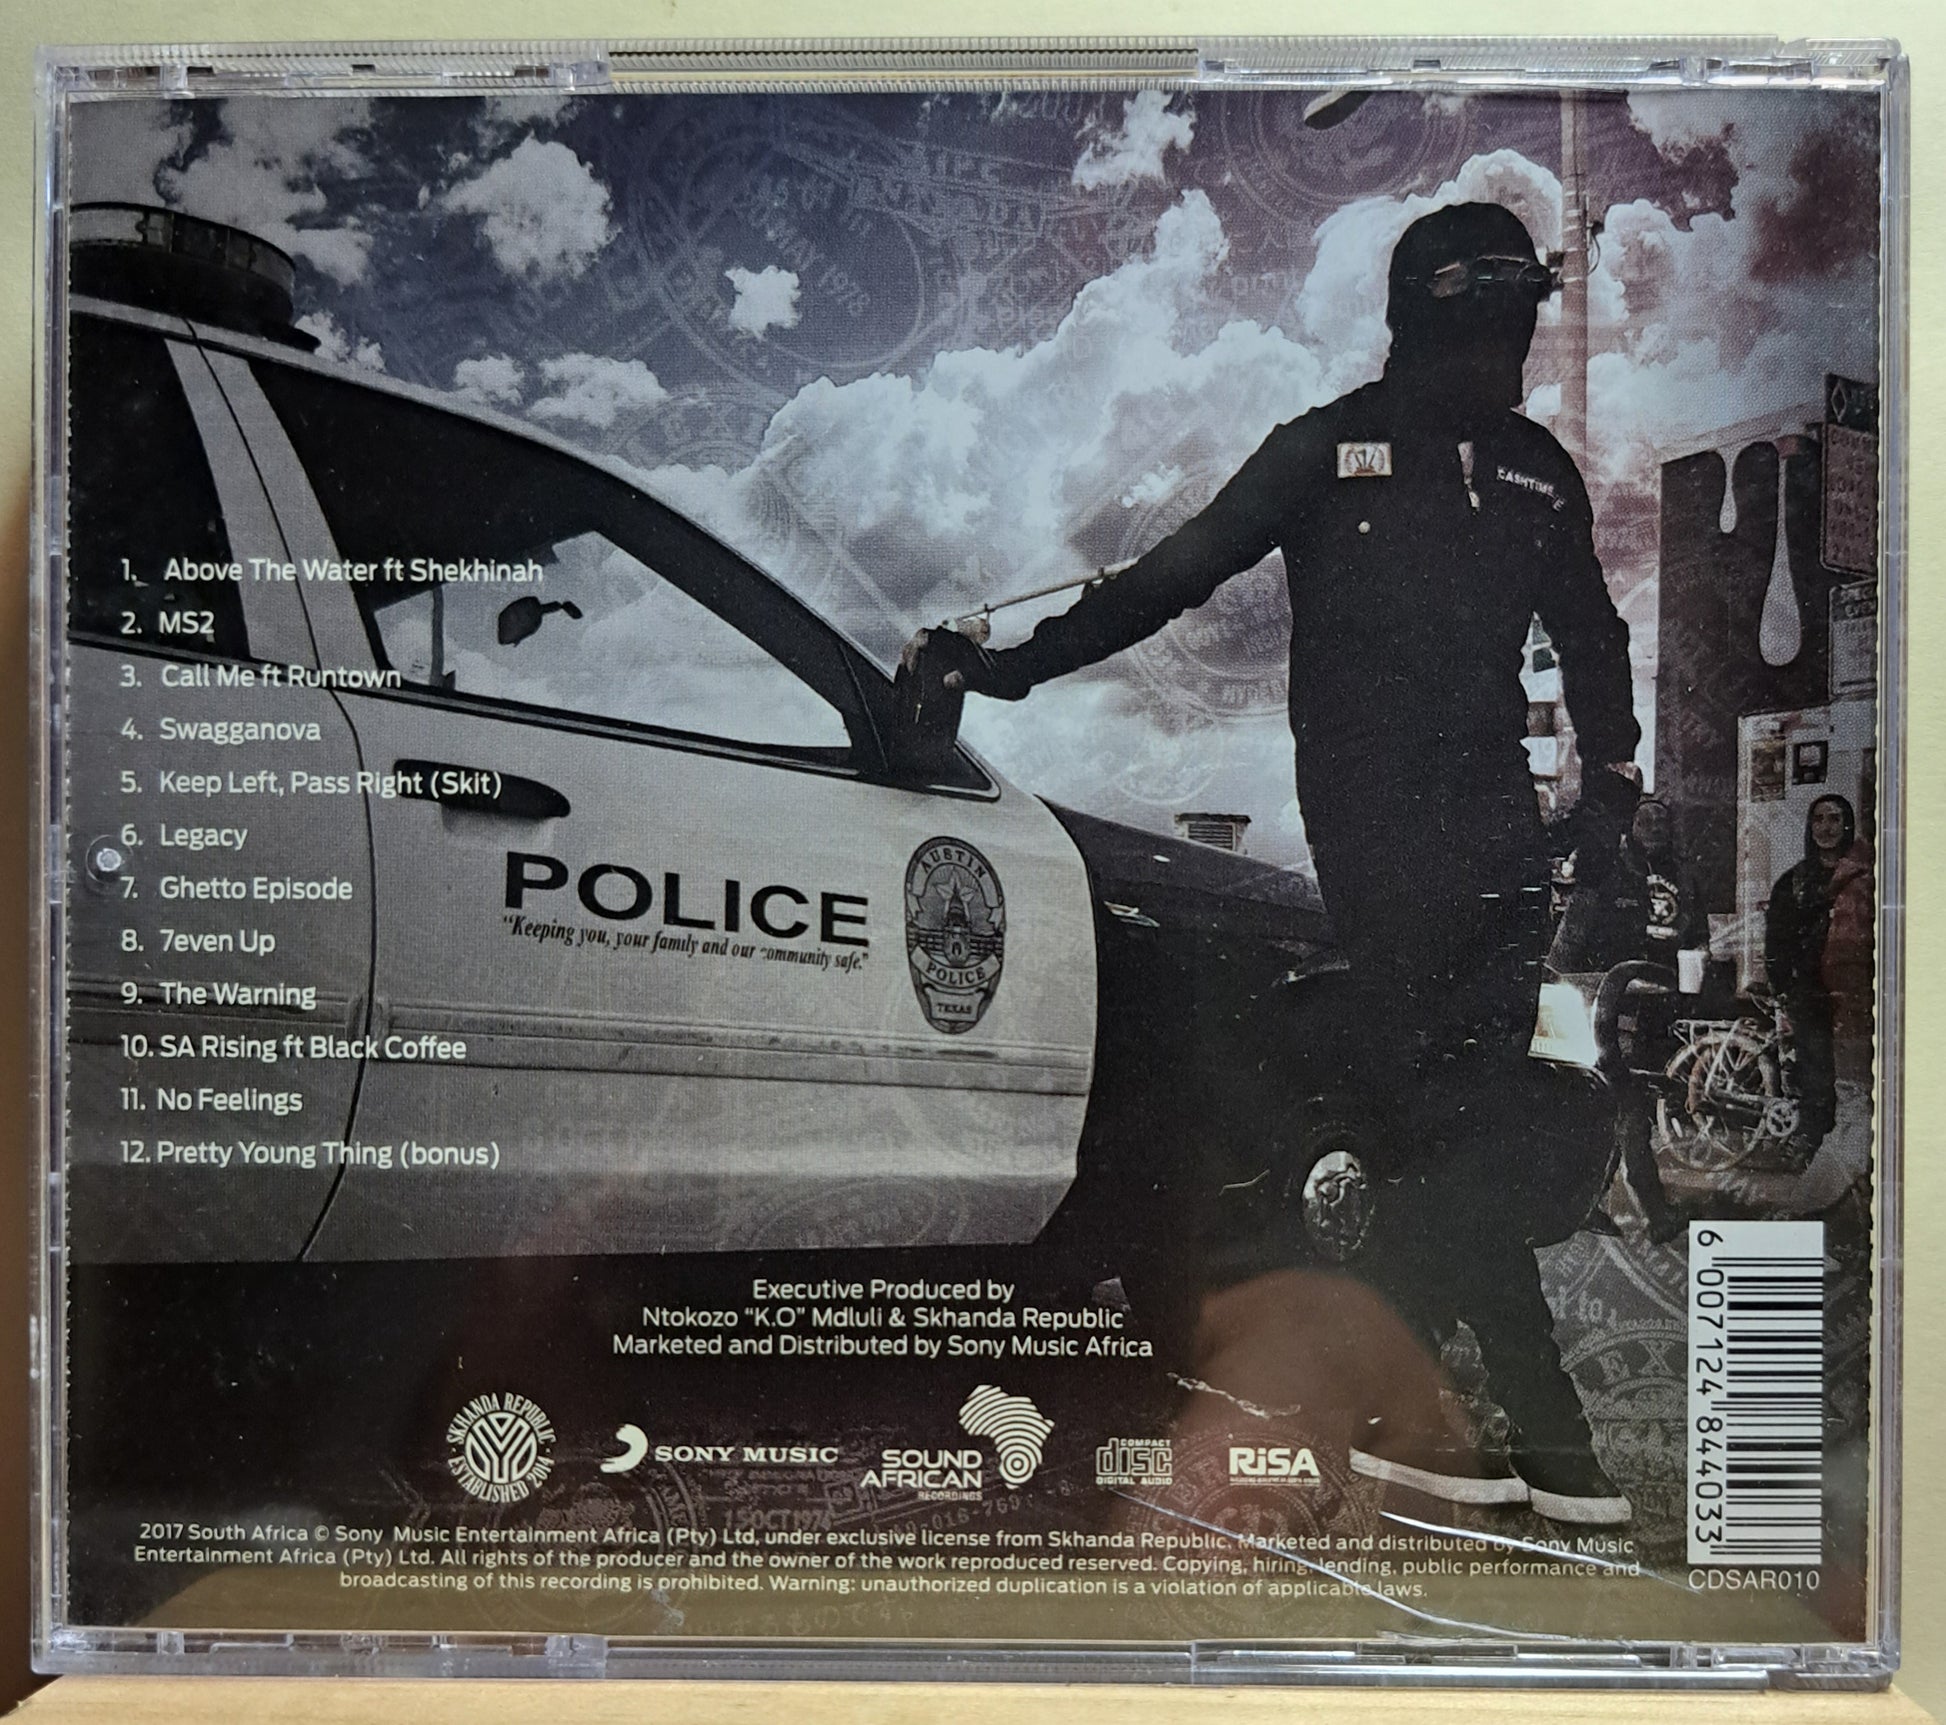 1. Above The Water ft Shekhinah
2. MS2
3. Call Me ft Runtown
4. Swagganova
5. Keep Left, Pass Right (Skit)
6. Legacy
7. Ghetto Episode
8. 7even Up
9. The Warning
10. SA Rising ft Black Coffee
11. No Feelings
12. Pretty Young Thing (bonus)
CASHTIME
POLICE
"Keeping you, your family and our community safe."
AUSTIN
POLICE
TEXAS
Executive Produced by
Ntokozo "K.O" Mdluli & Skhanda Republic
Marketed and Distributed by Sony Music Africa
SKHANDA REPUBLIC
ESTABLISHED 2014
SONY MUSIC
SOUND
AFRICAN
RECORDINGS
COMPACT
disc
DIGITAL AUDIO
RiSA
2017 South Africa © Sony Music Entertainment Africa (Pty) Ltd, under exclusive license from Skhanda Republic. Marketed and distributed by Sony Music
Entertainment Africa (Pty) Ltd. All rights of the producer and the owner of the work reproduced reserved. Copying, hiring, lending, public performance and
broadcasting of this recording is prohibited. Warning: unauthorized duplication is a violation of applicable laws.
6 007124 844033
CDSAR010